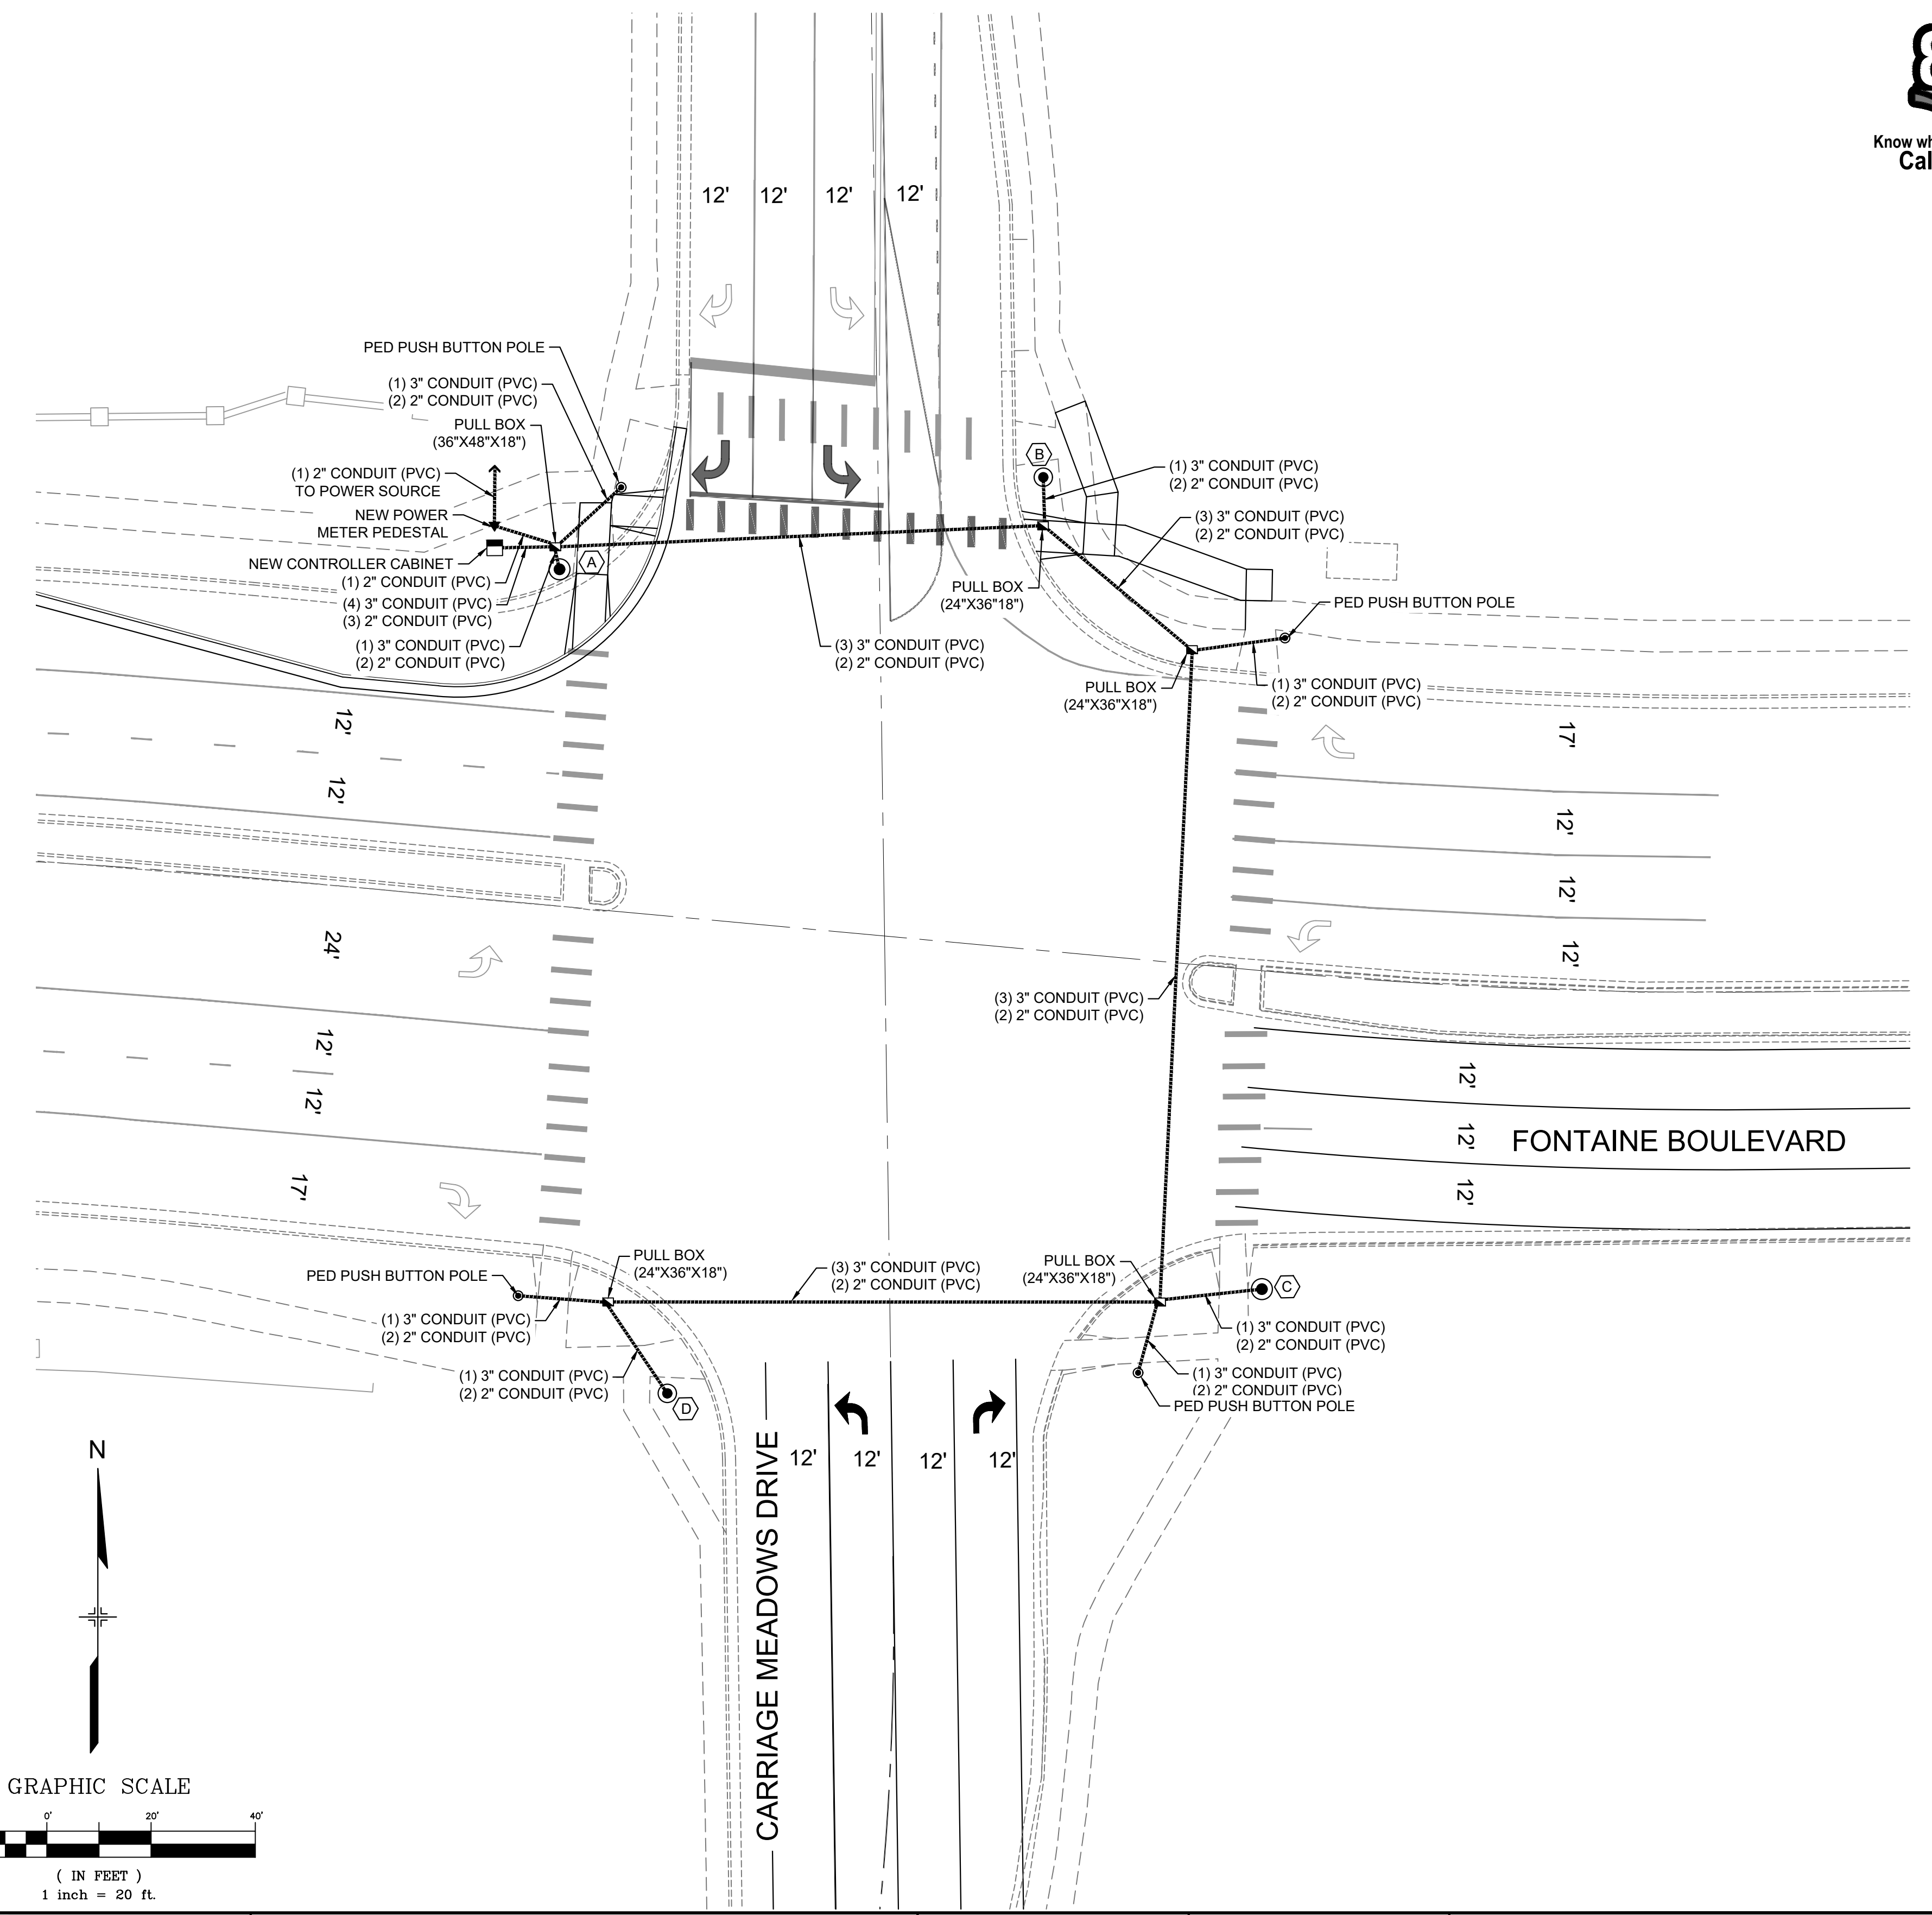 Know wh
Cal
12' 12' 12' 12'
PED PUSH BUTTON POLE
(1) 3" CONDUIT (PVC)
(2) 2" CONDUIT (PVC)
PULL BOX
(36"X48"X18")
(1) 2" CONDUIT (PVC)
TO POWER SOURCE
NEW POWER
METER PEDESTAL
NEW CONTROLLER CABINET
(1) 2" CONDUIT (PVC)
(4) 3" CONDUIT (PVC)
(3) 2" CONDUIT (PVC)
(1) 3" CONDUIT (PVC)
(2) 2" CONDUIT (PVC)
A
B
(1) 3" CONDUIT (PVC)
(2) 2" CONDUIT (PVC)
(3) 3" CONDUIT (PVC)
(2) 2" CONDUIT (PVC)
PULL BOX
(24"X36"18")
PED PUSH BUTTON POLE
(3) 3" CONDUIT (PVC)
(2) 2" CONDUIT (PVC)
PULL BOX
(24"X36"X18")
(1) 3" CONDUIT (PVC)
(2) 2" CONDUIT (PVC)
12'
12'
24'
12'
12'
17'
17'
12'
12'
12'
(3) 3" CONDUIT (PVC)
(2) 2" CONDUIT (PVC)
12'
12'
12'
FONTAINE BOULEVARD
PED PUSH BUTTON POLE
PULL BOX
(24"X36"X18")
(3) 3" CONDUIT (PVC)
(2) 2" CONDUIT (PVC)
PULL BOX
(24"X36"X18")
C
(1) 3" CONDUIT (PVC)
(2) 2" CONDUIT (PVC)
(1) 3" CONDUIT (PVC)
(2) 2" CONDUIT (PVC)
(1) 3" CONDUIT (PVC)
(2) 2" CONDUIT (PVC)
PED PUSH BUTTON POLE
(1) 3" CONDUIT (PVC)
(2) 2" CONDUIT (PVC)
D
12' 12' 12' 12'
CARRIAGE MEADOWS DRIVE
N
GRAPHIC SCALE
0' 20' 40'
( IN FEET )
1 inch = 20 ft.